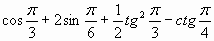 cos π/3 + 2sin π/6 + 1/2 tg² π/3 − ctg π/4